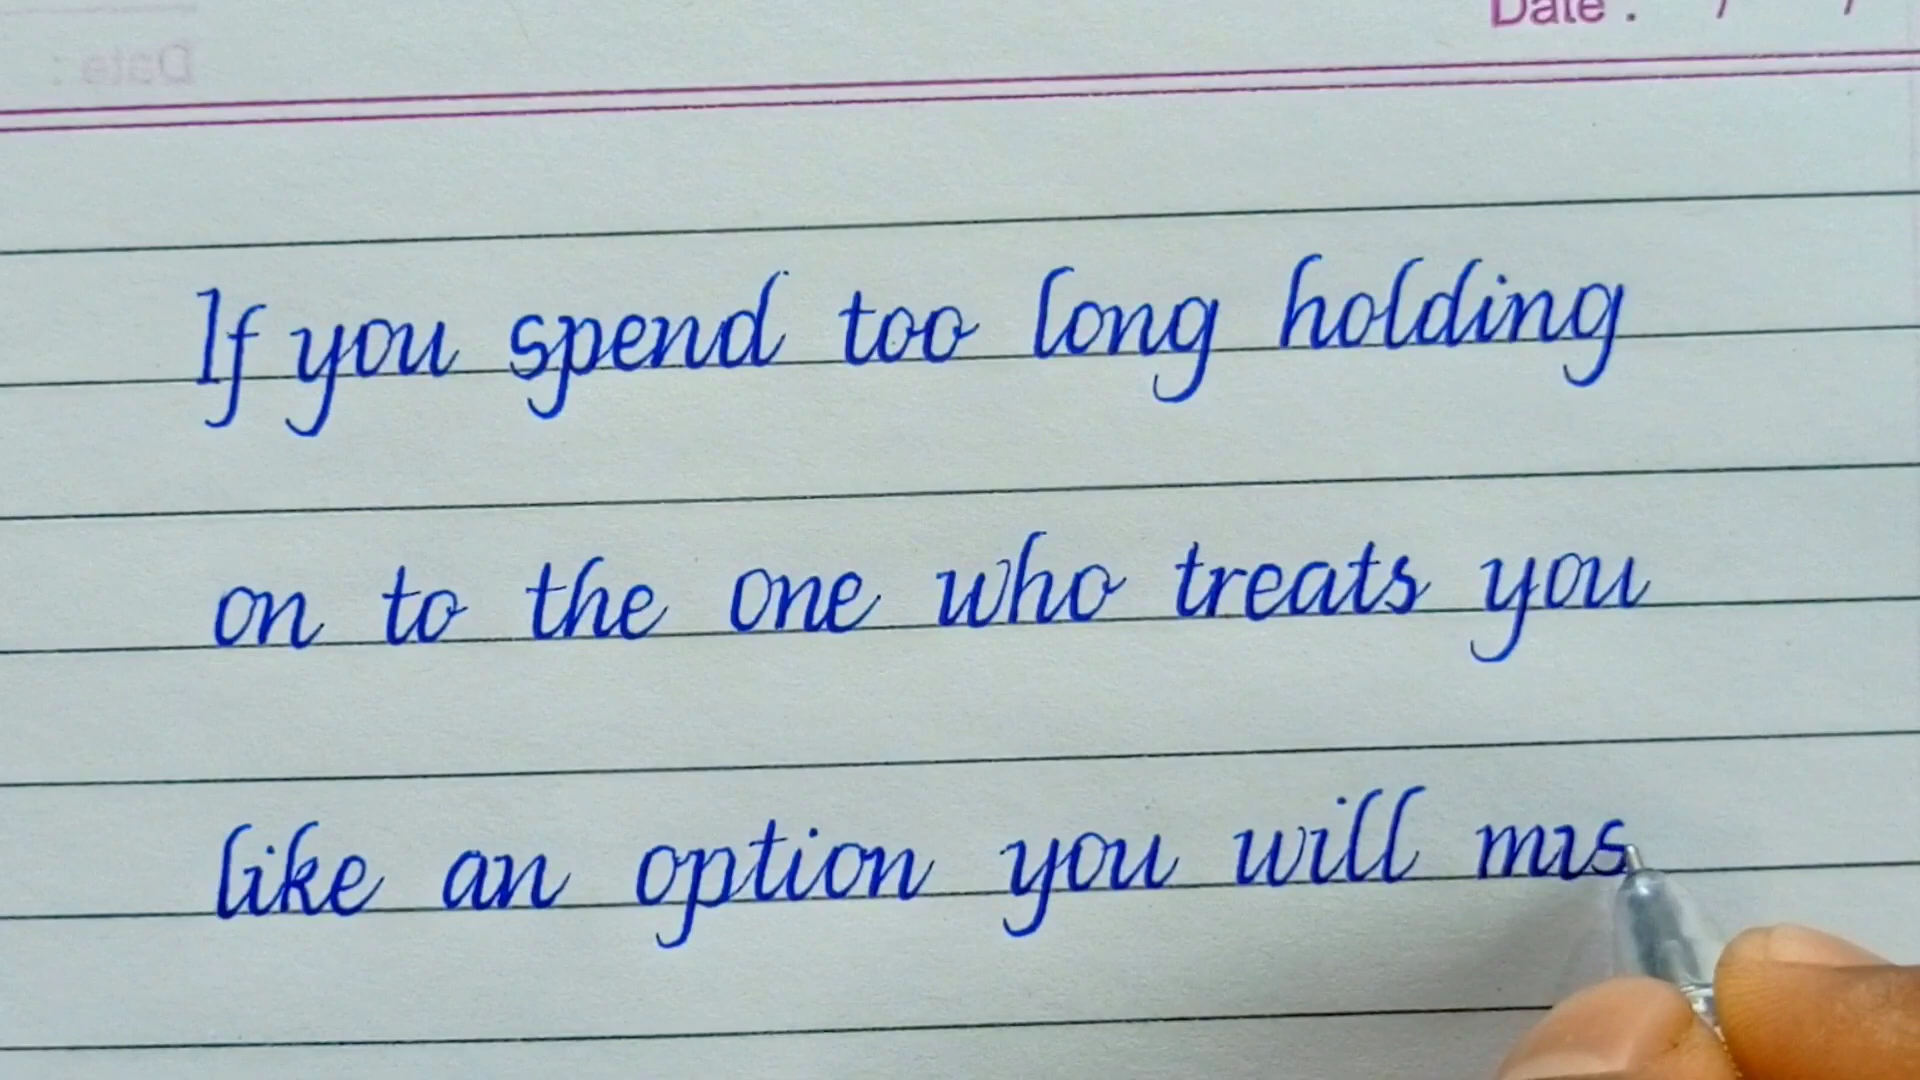 Date : / /
If you spend too long holding
on to the one who treats you
like an option you will mis